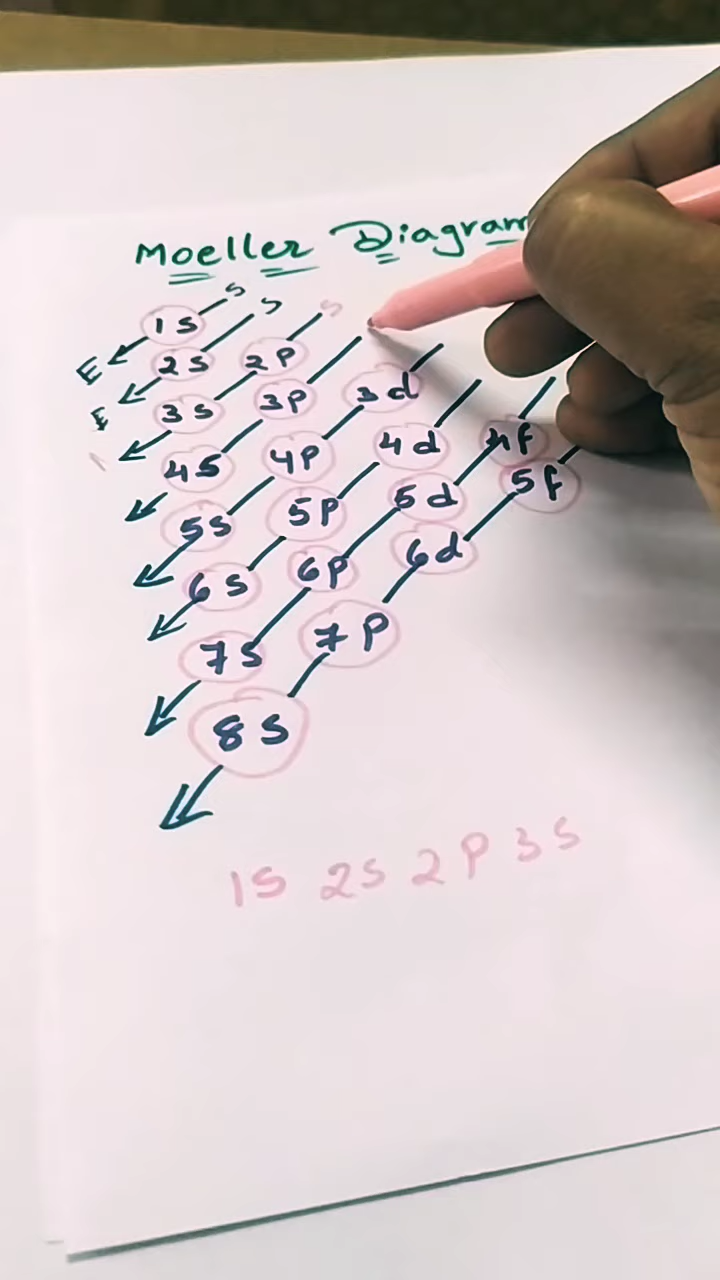 Moeller Diagram
S S S
1S
E 2S 2P
E 3S 3P 3d
4S 4P 4d 4f
5S 5P 5d 5f
6S 6P 6d
7S 7P
8S
1S 2S 2P 3S